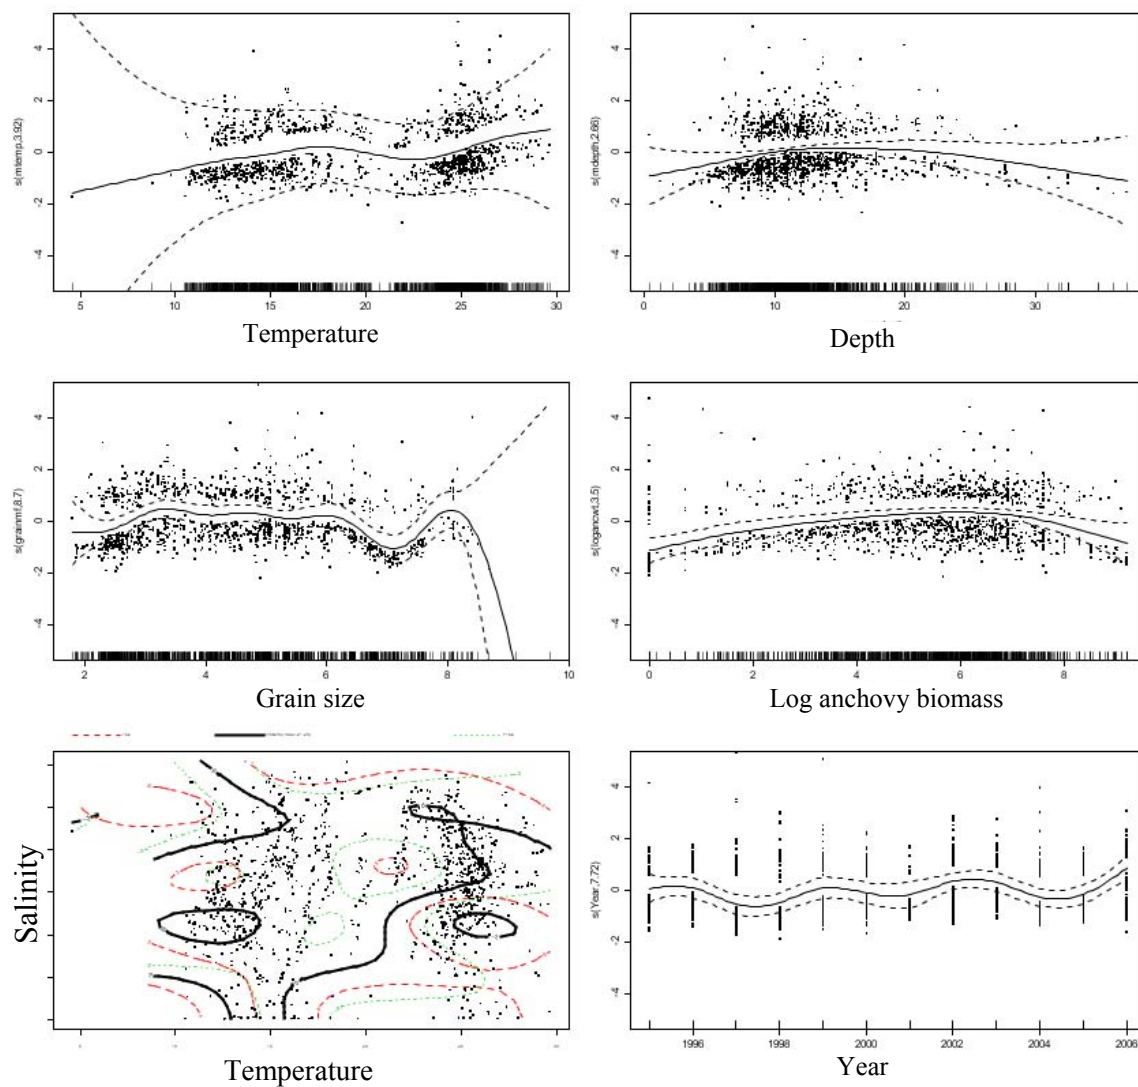 s(mtemp,3.92)
4
2
0
-2
-4
5 10 15 20 25 30
Temperature
s(mdepth,2.66)
4
2
0
-2
-4
0 10 20 30
Depth
s(grainmf,8.7)
4
2
0
-2
-4
2 4 6 8 10
Grain size
s(logancwt,3.5)
4
2
0
-2
-4
0 2 4 6 8
Log anchovy biomass
Salinity
Temperature
s(Year,7.72)
4
2
0
-2
-4
1996 1998 2000 2002 2004 2006
Year